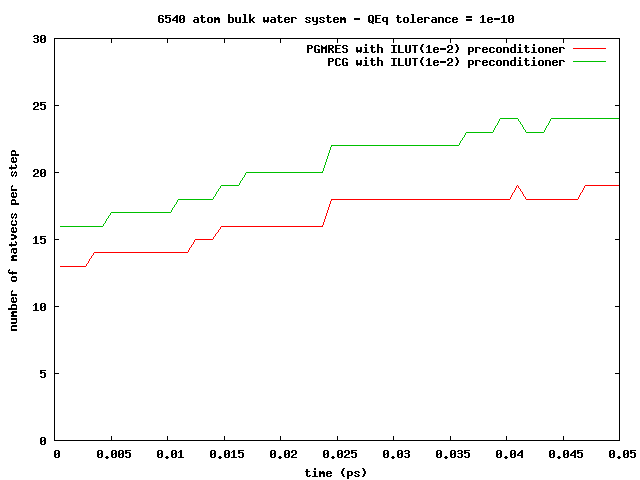 6540 atom bulk water system - QEq tolerance = 1e-10
PGMRES with ILUT(1e-2) preconditioner
PCG with ILUT(1e-2) preconditioner
number of matvecs per step
30
25
20
15
10
5
0
0 0.005 0.01 0.015 0.02 0.025 0.03 0.035 0.04 0.045 0.05
time (ps)